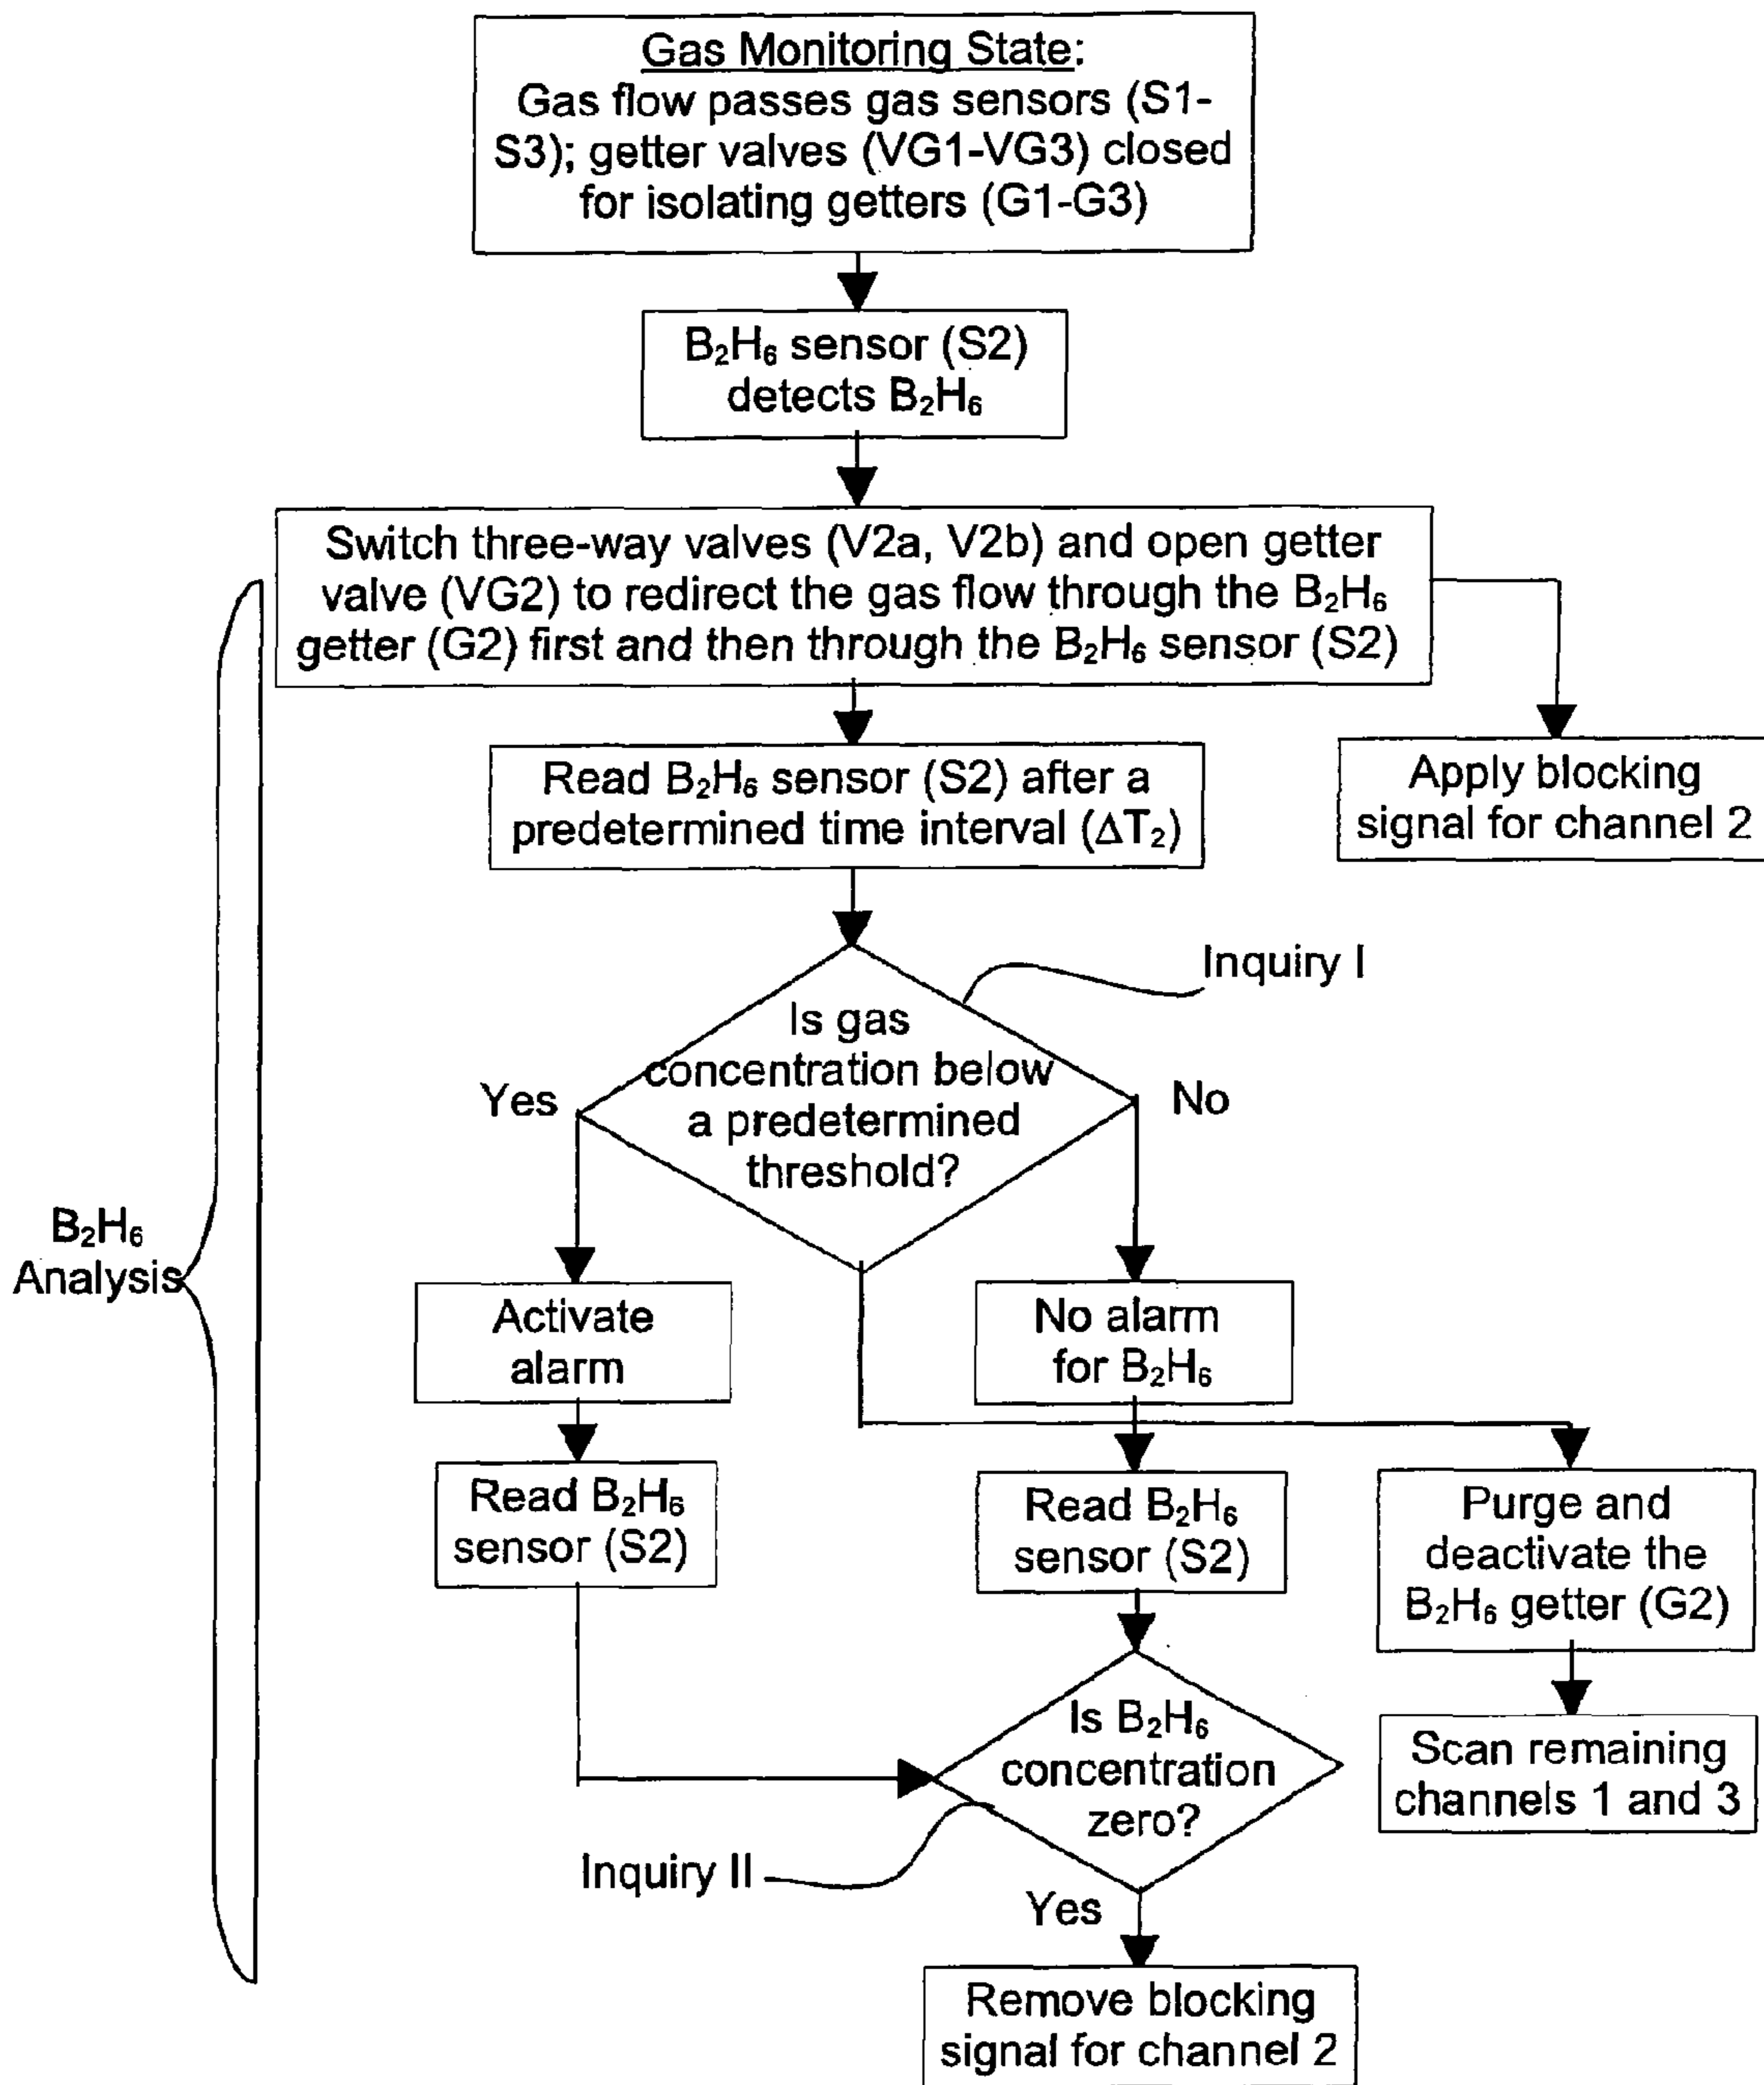 Gas Monitoring State:
Gas flow passes gas sensors (S1-
S3); getter valves (VG1-VG3) closed
for isolating getters (G1-G3)
B₂H₆ sensor (S2)
detects B₂H₆
Switch three-way valves (V2a, V2b) and open getter
valve (VG2) to redirect the gas flow through the B₂H₆
getter (G2) first and then through the B₂H₆ sensor (S2)
Read B₂H₆ sensor (S2) after a
predetermined time interval (ΔT₂)
Apply blocking
signal for channel 2
Inquiry I
Is gas
concentration below
a predetermined
threshold?
Yes
No
B₂H₆
Analysis
Activate
alarm
No alarm
for B₂H₆
Read B₂H₆
sensor (S2)
Read B₂H₆
sensor (S2)
Purge and
deactivate the
B₂H₆ getter (G2)
Is B₂H₆
concentration
zero?
Scan remaining
channels 1 and 3
Inquiry II
Yes
Remove blocking
signal for channel 2